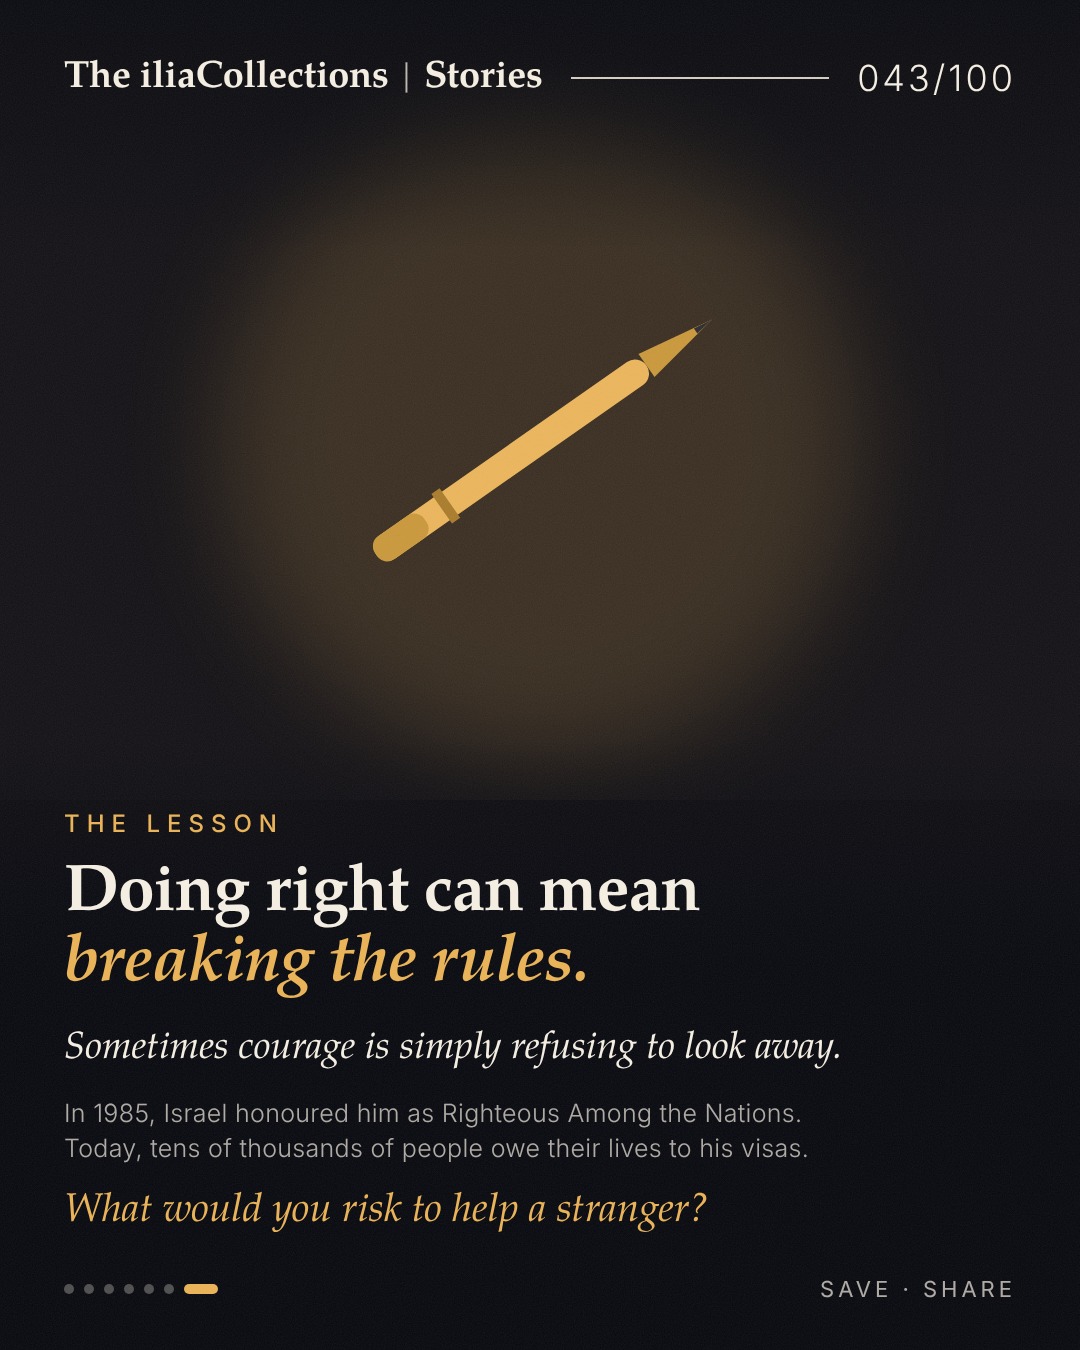 The iliaCollections | Stories 043/100
THE LESSON
Doing right can mean
breaking the rules.
Sometimes courage is simply refusing to look away.
In 1985, Israel honoured him as Righteous Among the Nations.
Today, tens of thousands of people owe their lives to his visas.
What would you risk to help a stranger?
SAVE · SHARE